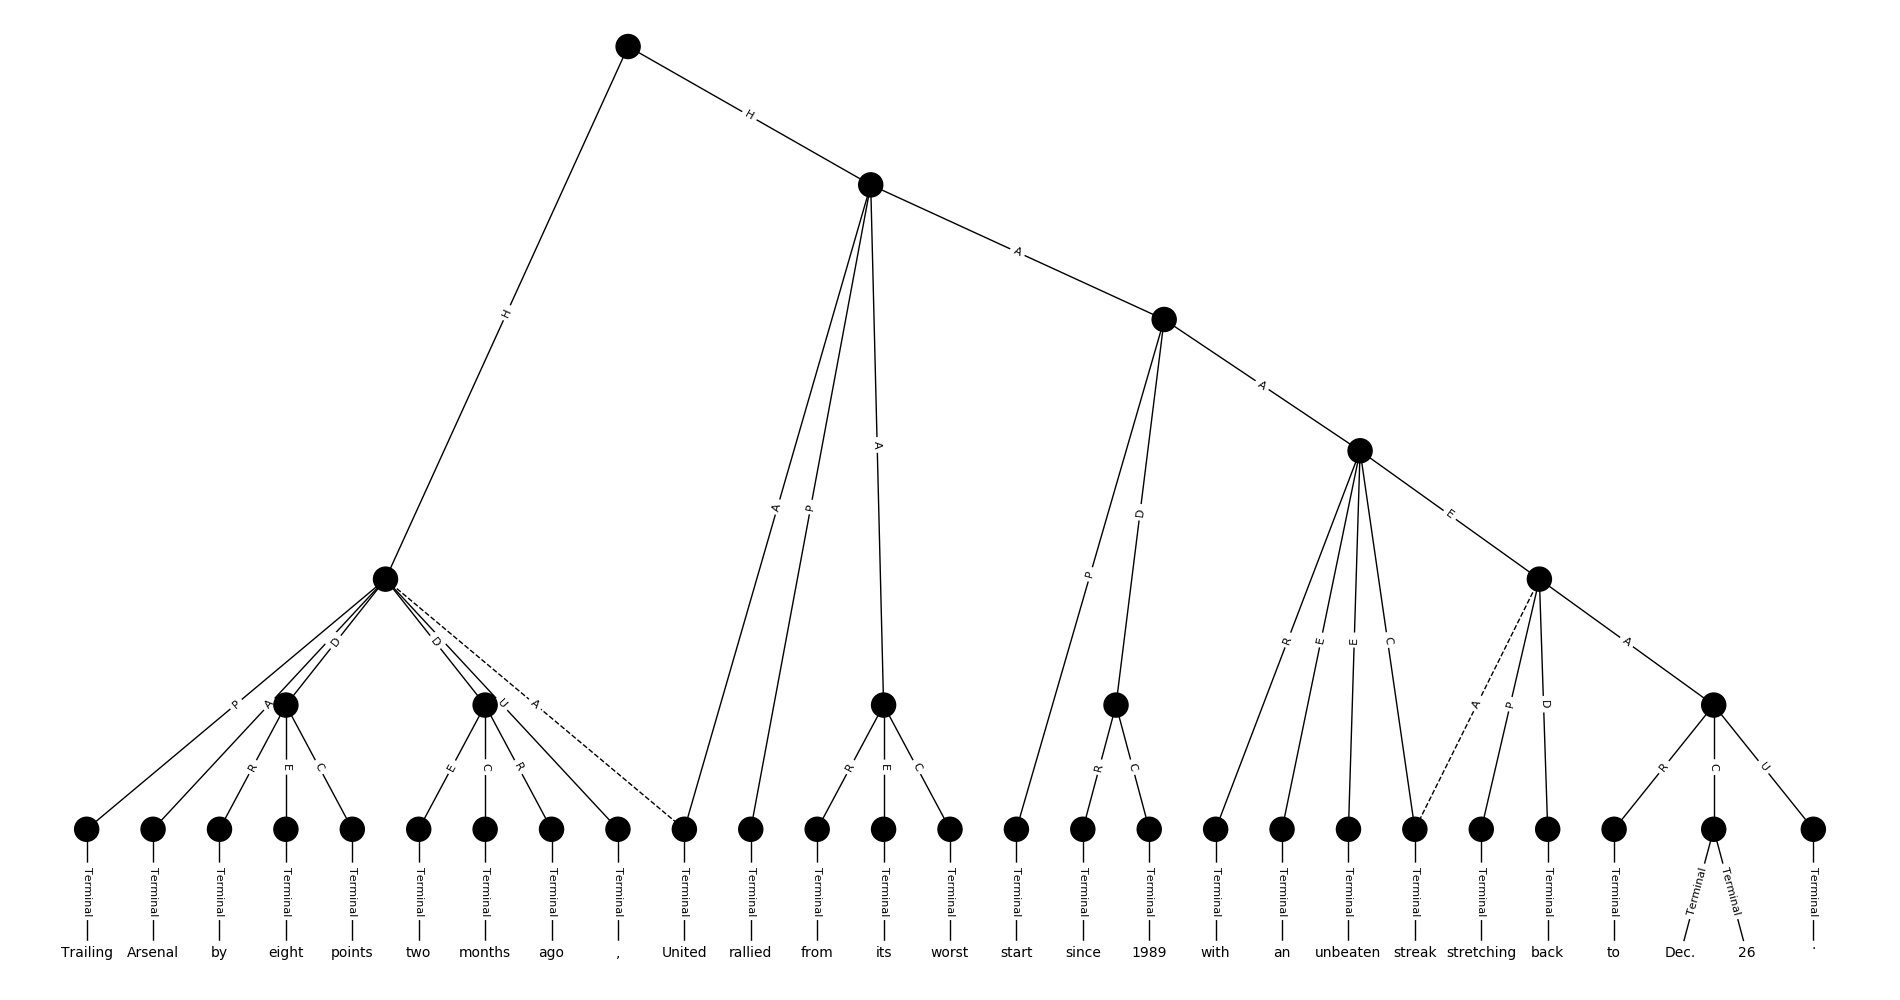 H
H
A
A
A
A
P
D
P
E
R
E
E
C
D
D
A
P
A
U
A
A
P
D
R
E
C
E
C
R
R
E
C
R
C
R
C
U
Terminal Terminal Terminal Terminal Terminal Terminal Terminal Terminal Terminal Terminal Terminal Terminal Terminal Terminal Terminal Terminal Terminal Terminal Terminal Terminal Terminal Terminal Terminal Terminal Terminal Terminal Terminal
Trailing Arsenal by eight points two months ago , United rallied from its worst start since 1989 with an unbeaten streak stretching back to Dec. 26 .